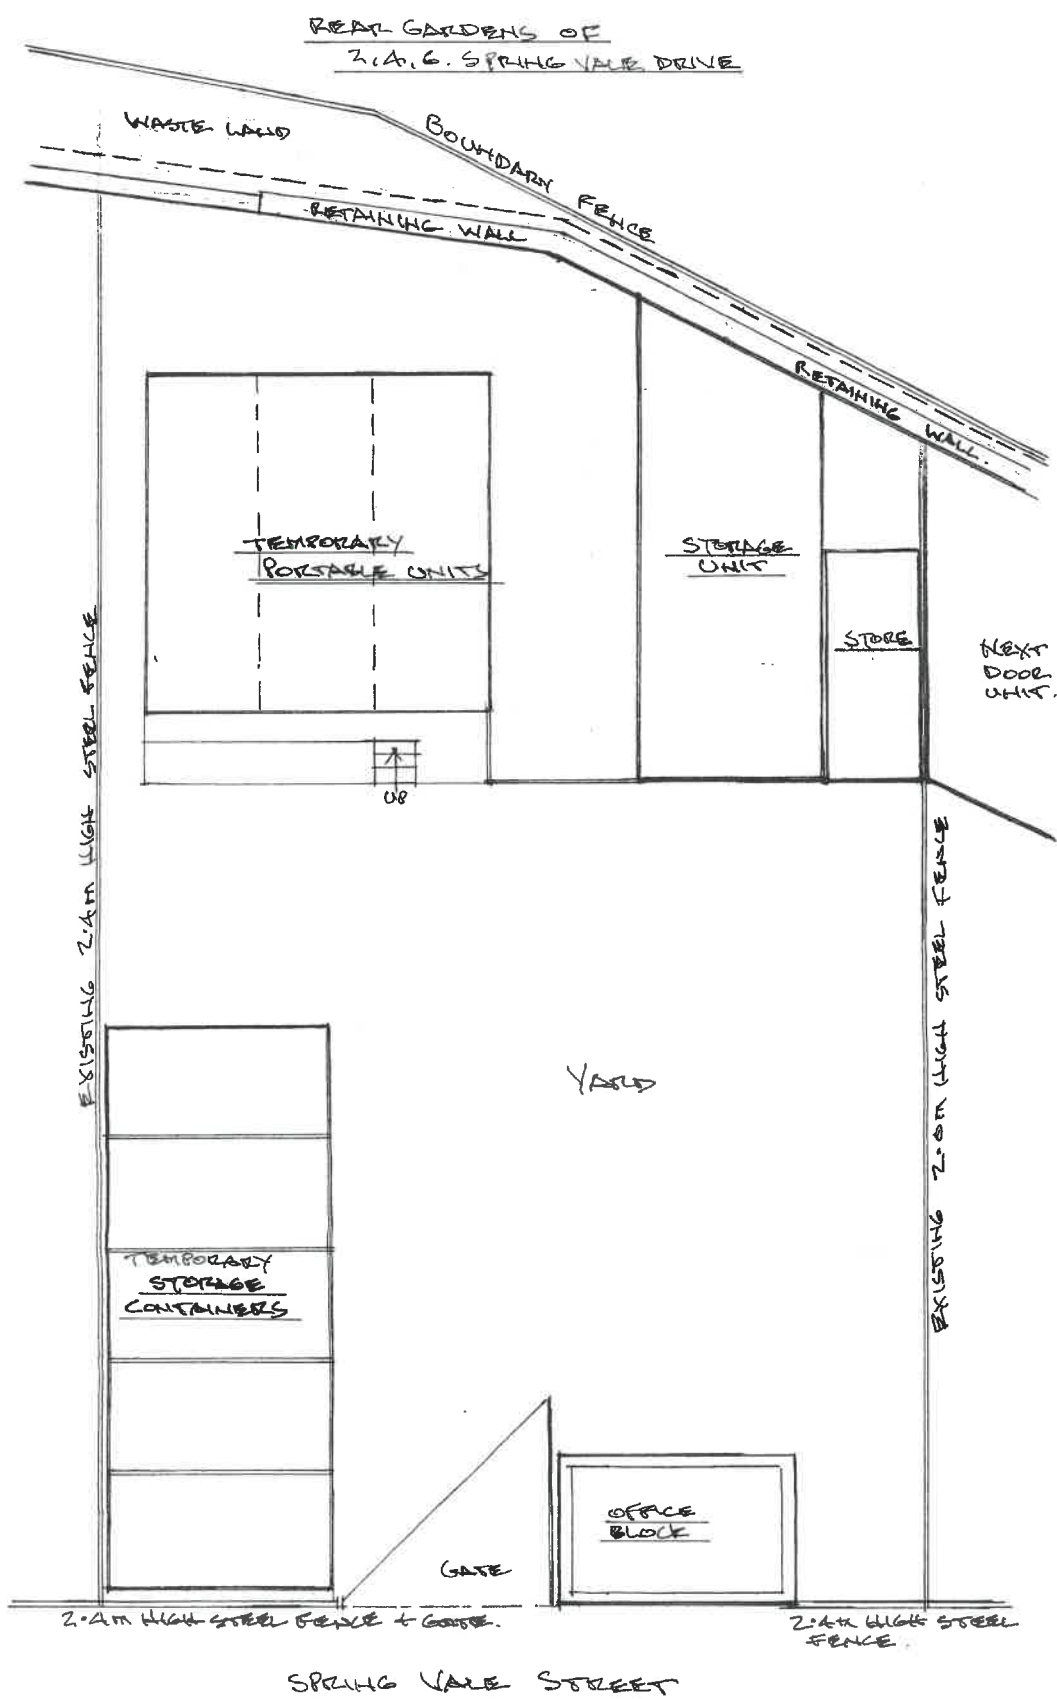 REAR GARDENS OF
2,4,6. SPRING VALE DRIVE
WASTE LAND
BOUNDARY FENCE
RETAINING WALL
RETAINING WALL.
TEMPORARY
PORTABLE UNITS
STORAGE
UNIT
STORE
NEXT
DOOR
UNIT.
UP
EXISTING 2.4M HIGH STEEL FENCE
EXISTING 2.0M HIGH STEEL FENCE
YARD
TEMPORARY
STORAGE
CONTAINERS
OFFICE
BLOCK
GATE
2.4M HIGH STEEL FENCE + GATE.
2.4M HIGH STEEL
FENCE.
SPRING VALE STREET